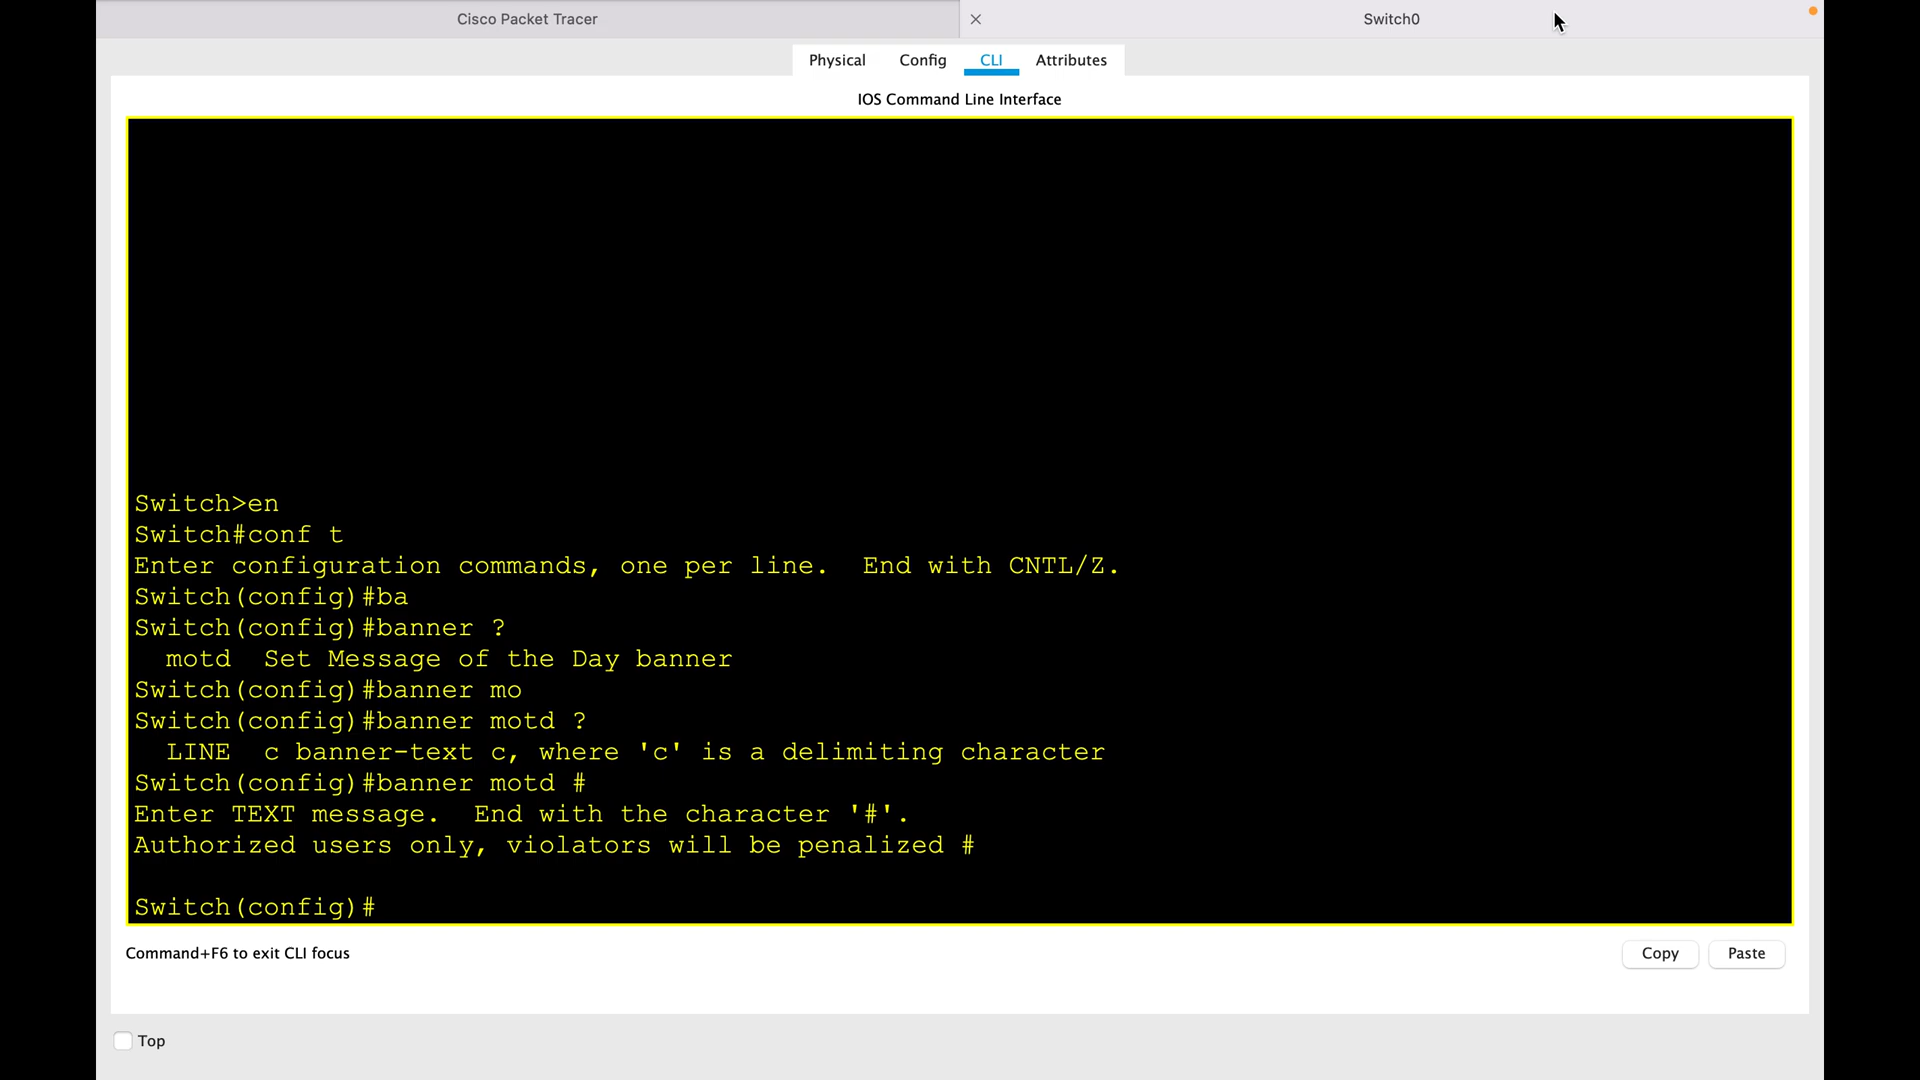 Cisco Packet Tracer
Switch0
Physical Config CLI Attributes
IOS Command Line Interface
Switch>en
Switch#conf t
Enter configuration commands, one per line.  End with CNTL/Z.
Switch(config)#ba
Switch(config)#banner ?
  motd  Set Message of the Day banner
Switch(config)#banner mo
Switch(config)#banner motd ?
  LINE  c banner-text c, where 'c' is a delimiting character
Switch(config)#banner motd #
Enter TEXT message.  End with the character '#'.
Authorized users only, violators will be penalized #
Switch(config)#
Command+F6 to exit CLI focus
Copy Paste
Top